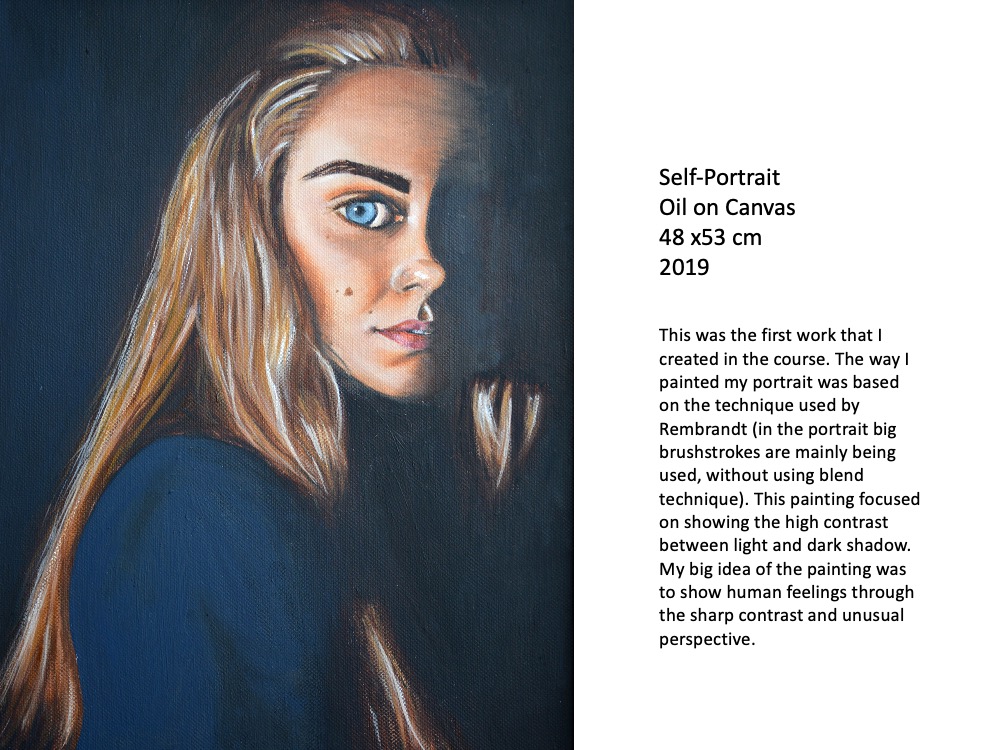 Self-Portrait
Oil on Canvas
48 x53 cm
2019
This was the first work that I
created in the course. The way I
painted my portrait was based
on the technique used by
Rembrandt (in the portrait big
brushstrokes are mainly being
used, without using blend
technique). This painting focused
on showing the high contrast
between light and dark shadow.
My big idea of the painting was
to show human feelings through
the sharp contrast and unusual
perspective.